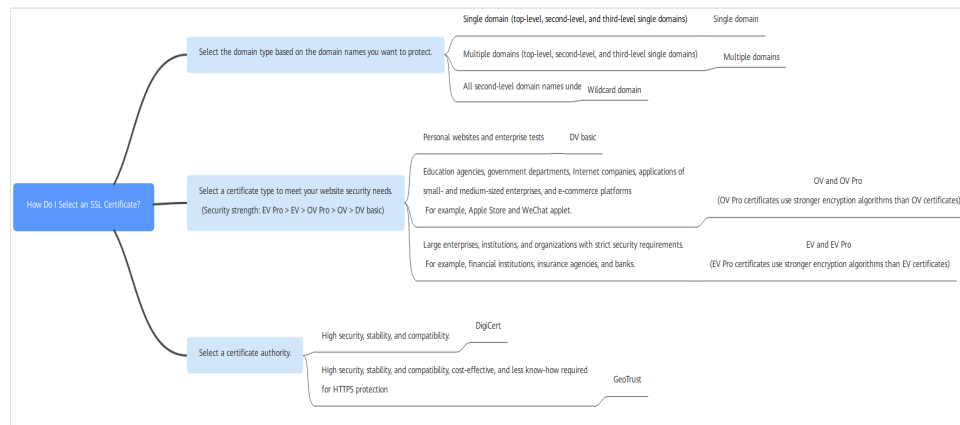 Single domain (top-level, second-level, and third-level single domains)
Single domain
Select the domain type based on the domain names you want to protect.
Multiple domains (top-level, second-level, and third-level single domains)
Multiple domains
All second-level domain names unde
Wildcard domain
Personal websites and enterprise tests
DV basic
Education agencies, government departments, Internet companies, applications of
small- and medium-sized enterprises, and e-commerce platforms
For example, Apple Store and WeChat applet.
OV and OV Pro
(OV Pro certificates use stronger encryption algorithms than OV certificates)
How Do I Select an SSL Certificate?
Select a certificate type to meet your website security needs.
(Security strength: EV Pro > EV > OV Pro > OV > DV basic)
Large enterprises, institutions, and organizations with strict security requirements.
For example, financial institutions, insurance agencies, and banks.
EV and EV Pro
(EV Pro certificates use stronger encryption algorithms than EV certificates)
Select a certificate authority.
High security, stability, and compatibility.
DigiCert
High security, stability, and compatibility, cost-effective, and less know-how required
for HTTPS protection
GeoTrust